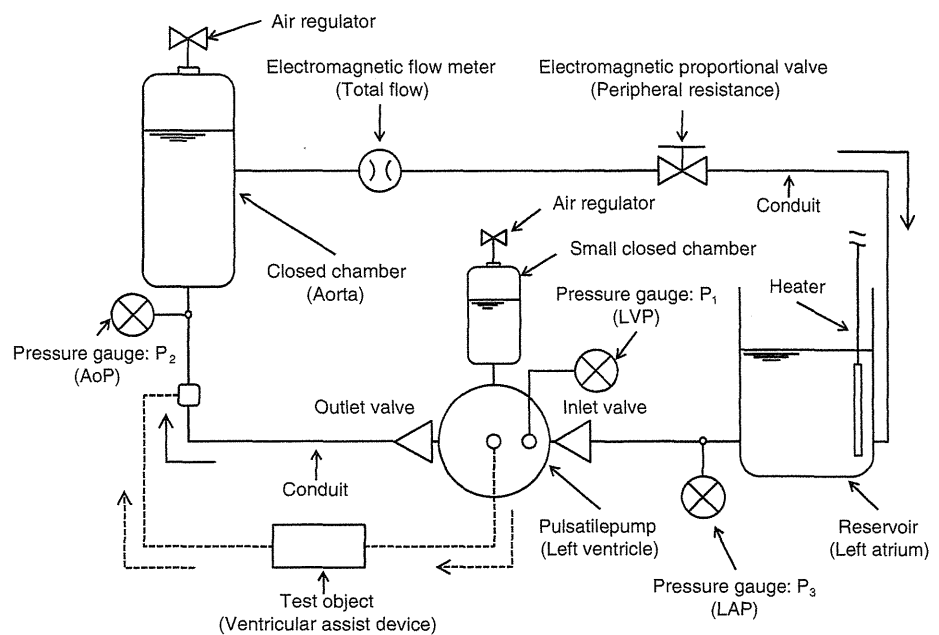 Air regulator
Electromagnetic flow meter
(Total flow)
Electromagnetic proportional valve
(Peripheral resistance)
Conduit
Air regulator
Small closed chamber
Closed chamber
(Aorta)
Pressure gauge: P₁
(LVP)
Heater
Pressure gauge: P₂
(AoP)
Outlet valve
Inlet valve
Conduit
Pulsatilepump
(Left ventricle)
Reservoir
(Left atrium)
Pressure gauge: P₃
(LAP)
Test object
(Ventricular assist device)